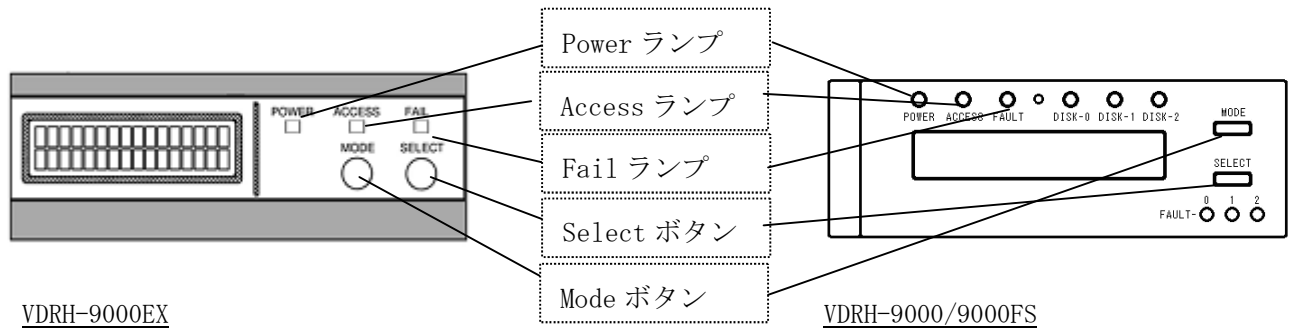 Power ランプ
Access ランプ
Fail ランプ
Select ボタン
Mode ボタン
POWER ACCESS FAIL
MODE SELECT
VDRH-9000EX
POWER ACCESS FAULT DISK-0 DISK-1 DISK-2
MODE
SELECT
0 1 2
FAULT-
VDRH-9000/9000FS